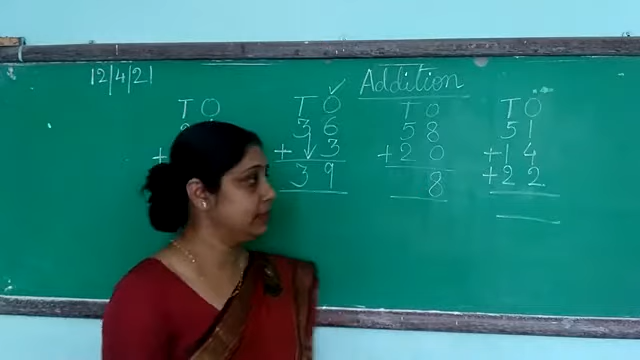 12/4/21
Addition
T O
+
T O ✓
3 6
+ ↓ 3
3 9
T O
5 8
+ 2 0
8
T O
5 1
+ 1 4
+ 2 2